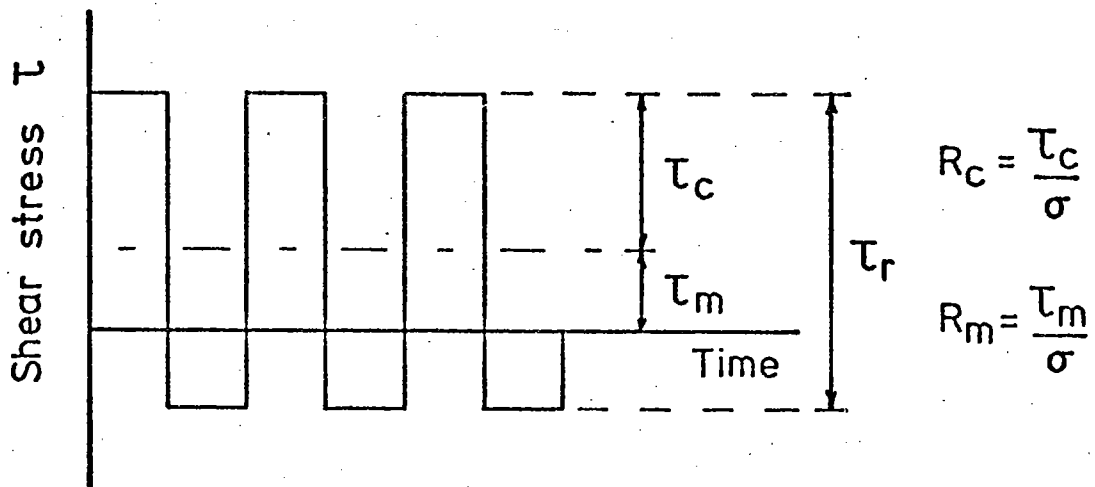 Shear stress τ
τc
τm
τr
Time
Rc = τc/σ
Rm = τm/σ